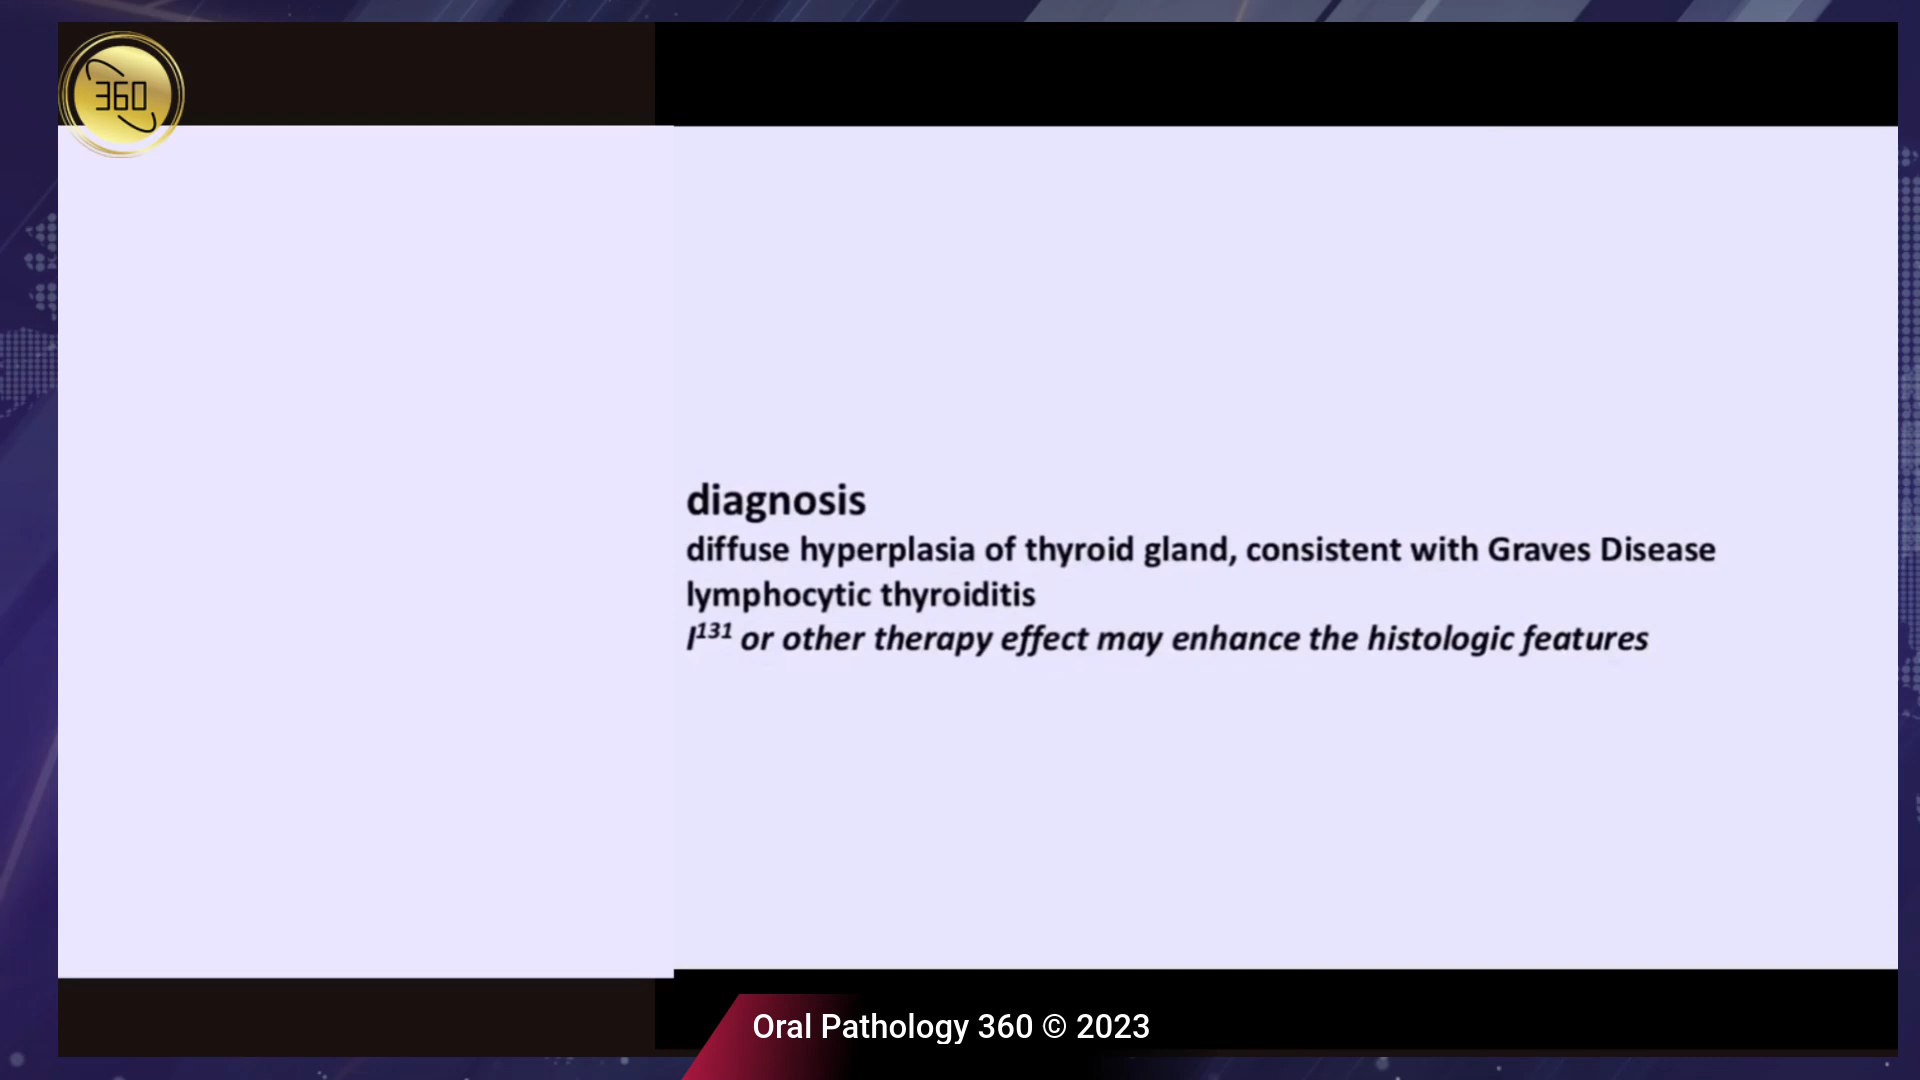 360
diagnosis
diffuse hyperplasia of thyroid gland, consistent with Graves Disease
lymphocytic thyroiditis
I¹³¹ or other therapy effect may enhance the histologic features
Oral Pathology 360 © 2023